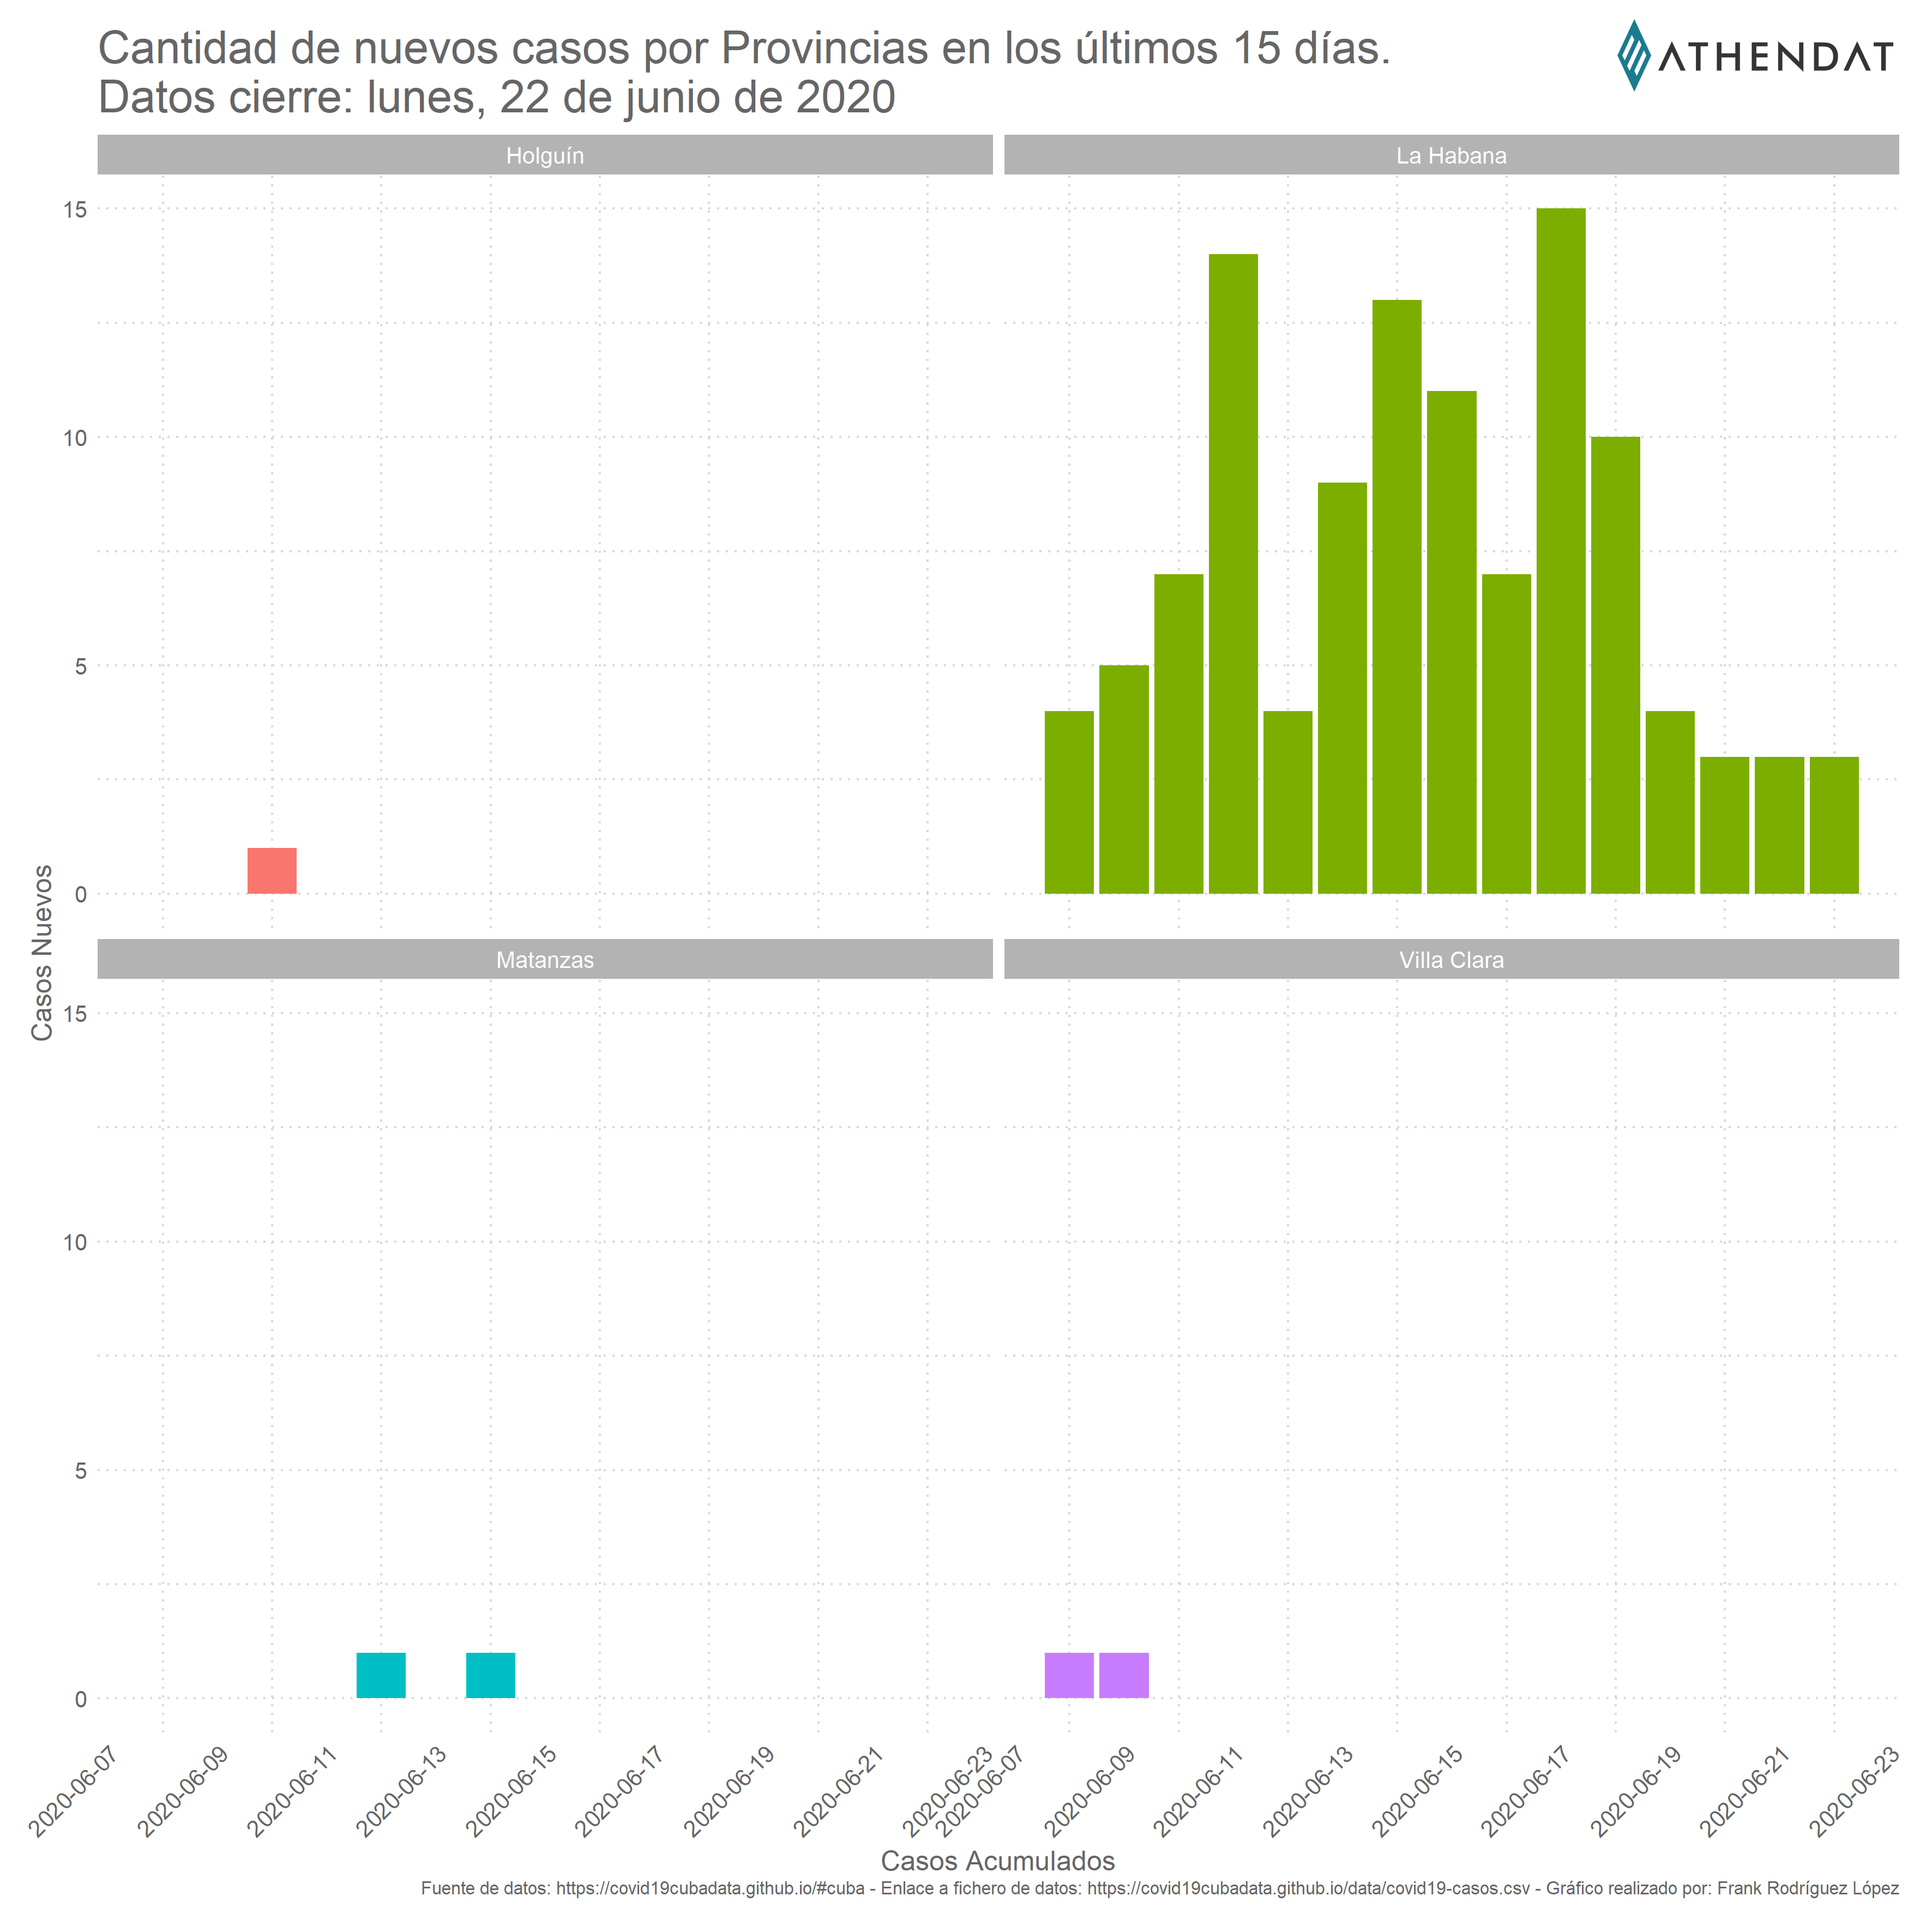 Cantidad de nuevos casos por Provincias en los últimos 15 días.
Datos cierre: lunes, 22 de junio de 2020
ATHENDAT
Holguín
La Habana
15
10
5
0
Casos Nuevos
Matanzas
Villa Clara
15
10
5
0
2020-06-07
2020-06-09
2020-06-11
2020-06-13
2020-06-15
2020-06-17
2020-06-19
2020-06-21
2020-06-23
2020-06-07
2020-06-09
2020-06-11
2020-06-13
2020-06-15
2020-06-17
2020-06-19
2020-06-21
2020-06-23
Casos Acumulados
Fuente de datos: https://covid19cubadata.github.io/#cuba - Enlace a fichero de datos: https://covid19cubadata.github.io/data/covid19-casos.csv - Gráfico realizado por: Frank Rodríguez López